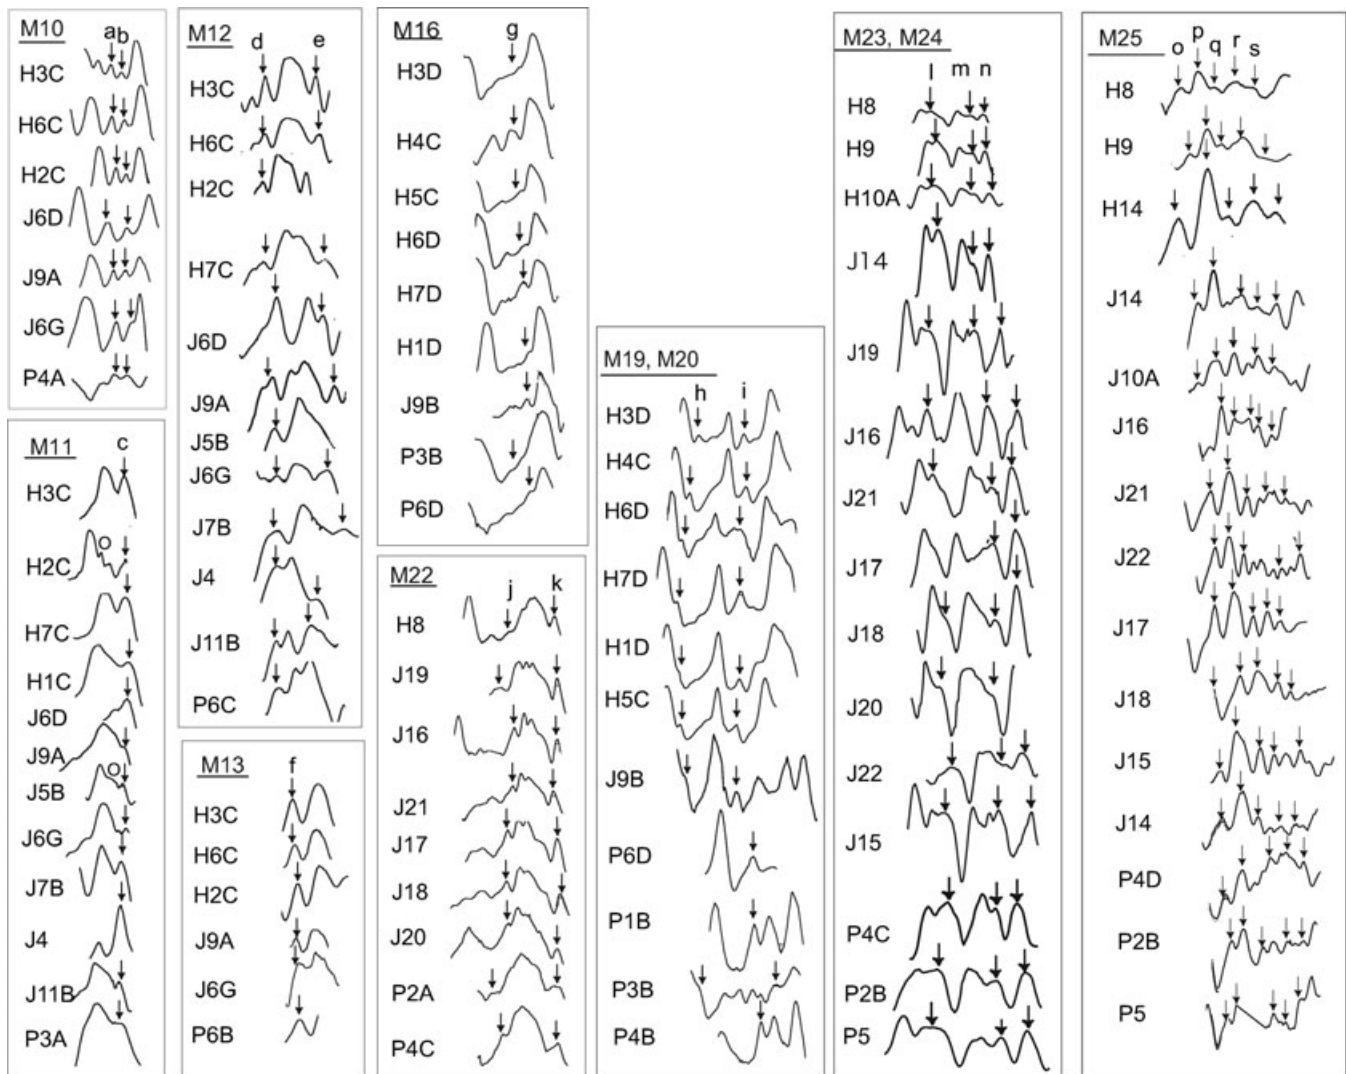 M10
a b
H3C
H6C
H2C
J6D
J9A
J6G
P4A
M11
c
H3C
O
H2C
H7C
H1C
J6D
J9A
O
J5B
J6G
J7B
J4
J11B
P3A
M12
d e
H3C
H6C
H2C
H7C
J6D
J9A
J5B
J6G
J7B
J4
J11B
P6C
M13
f
H3C
H6C
H2C
J9A
J6G
P6B
M16
g
H3D
H4C
H5C
H6D
H7D
H1D
J9B
P3B
P6D
M22
j k
H8
J19
J16
J21
J17
J18
J20
P2A
P4C
M19, M20
h i
H3D
H4C
H6D
H7D
H1D
H5C
J9B
P6D
P1B
P3B
P4B
M23, M24
l m n
H8
H9
H10A
J14
J19
J16
J21
J17
J18
J20
J22
J15
P4C
P2B
P5
M25
o p q r s
H8
H9
H14
J14
J10A
J16
J21
J22
J17
J18
J15
J14
P4D
P2B
P5